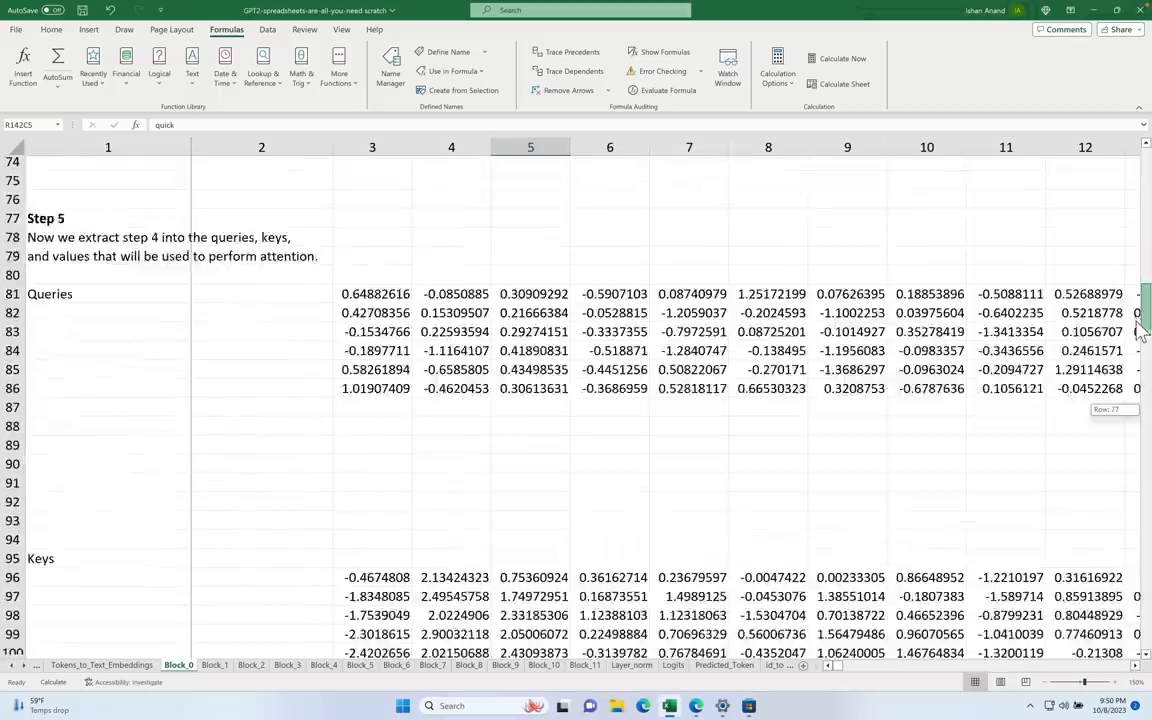 AutoSave Off GPT2-spreadsheets-are-all-you-need scratch Search Ishan Anand IA
File Home Insert Draw Page Layout Formulas Data Review View Help Comments Share
Insert Function AutoSum Recently Used Financial Logical Text Date & Time Lookup & Reference Math & Trig More Functions Name Manager Define Name Use in Formula Create from Selection Trace Precedents Trace Dependents Remove Arrows Show Formulas Error Checking Evaluate Formula Watch Window Calculation Options Calculate Now Calculate Sheet
Function Library Defined Names Formula Auditing Calculation
R142C5 fx quick
1 2 3 4 5 6 7 8 9 10 11 12
74
75
76
77 Step 5
78 Now we extract step 4 into the queries, keys,
79 and values that will be used to perform attention.
80
81 Queries 0.64882616 -0.0850885 0.30909292 -0.5907103 0.08740979 1.25172199 0.07626395 0.18853896 -0.5088111 0.52688979 -
82 0.42708356 0.15309507 0.21666384 -0.0528815 -1.2059037 -0.2024593 -1.1002253 0.03975604 -0.6402235 0.5218778 0
83 -0.1534766 0.22593594 0.29274151 -0.3337355 -0.7972591 0.08725201 -0.1014927 0.35278419 -1.3413354 0.1056707
84 -0.1897711 -1.1164107 0.41890831 -0.518871 -1.2840747 -0.138495 -1.1956083 -0.0983357 -0.3436556 0.2461571 -
85 0.58261894 -0.6585805 0.43498535 -0.4451256 0.50822067 -0.270171 -1.3686297 -0.0963024 -0.2094727 1.29114638 -
86 1.01907409 -0.4620453 0.30613631 -0.3686959 0.52818117 0.66530323 0.3208753 -0.6787636 0.1056121 -0.0452268 0
87 Row: 77
88
89
90
91
92
93
94
95 Keys
96 -0.4674808 2.13424323 0.75360924 0.36162714 0.23679597 -0.0047422 0.00233305 0.86648952 -1.2210197 0.31616922
97 -1.8348085 2.49545758 1.74972951 0.16873551 1.4989125 -0.0453076 1.38551014 -0.1807383 -1.589714 0.85913895 0
98 -1.7539049 2.0224906 2.33185306 1.12388103 1.12318063 -1.5304704 0.70138722 0.46652396 -0.8799231 0.80448929 -
99 -2.3018615 2.90032118 2.05006072 0.22498884 0.70696329 0.56006736 1.56479486 0.96070565 -1.0410039 0.77460913 0
100 -2.4202656 2.02150688 2.43093873 -0.3139782 0.76784691 -0.4352047 1.06240045 1.46764834 -1.3200119 -0.21308 -
... Tokens_to_Text_Embeddings Block_0 Block_1 Block_2 Block_3 Block_4 Block_5 Block_6 Block_7 Block_8 Block_9 Block_10 Block_11 Layer_norm Logits Predicted_Token id_to ...
Ready Calculate Accessibility: Investigate 150%
59°F
Temps drop
Search
9:50 PM
10/8/2023
2